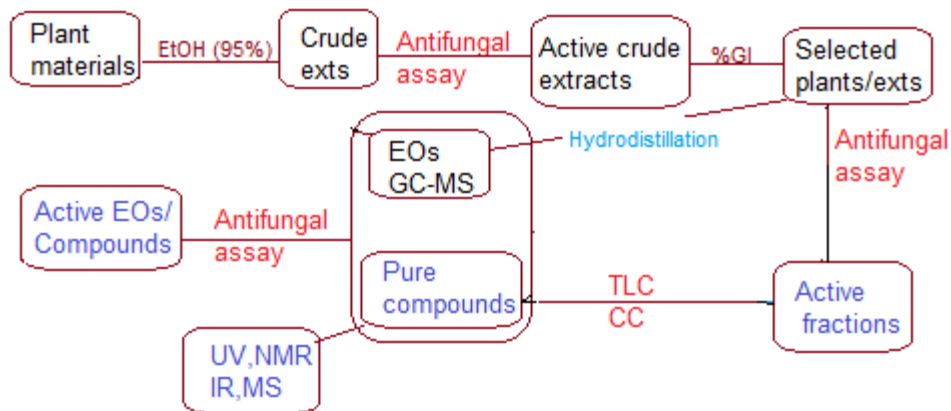 Plant
materials
EtOH (95%)
Crude
exts
Antifungal
assay
Active crude
extracts
%GI
Selected
plants/exts
Hydrodistillation
Antifungal
assay
EOs
GC-MS
Active EOs/
Compounds
Antifungal
assay
Pure
compounds
TLC
CC
Active
fractions
UV,NMR
IR,MS